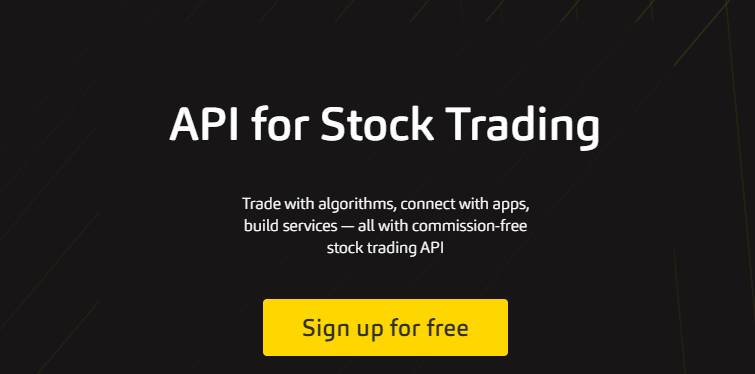 API for Stock Trading
Trade with algorithms, connect with apps,
build services — all with commission-free
stock trading API
Sign up for free